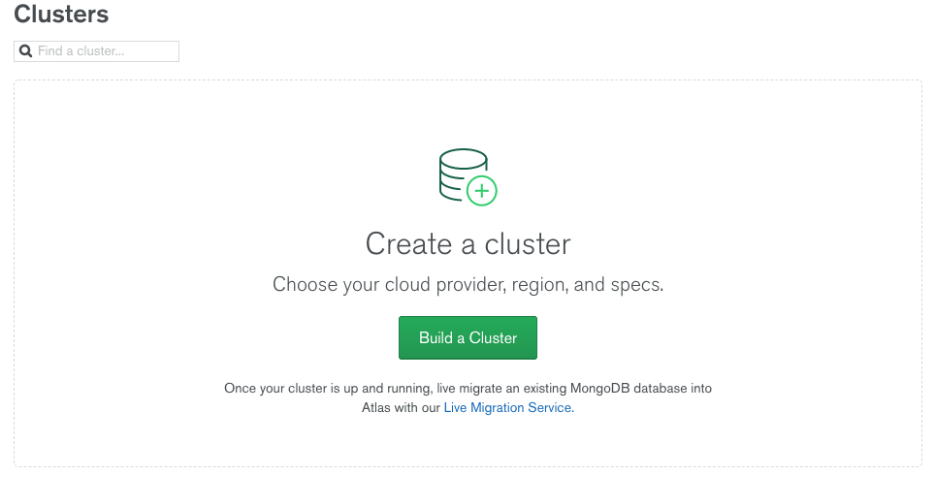 Clusters
Find a cluster...
Create a cluster
Choose your cloud provider, region, and specs.
Build a Cluster
Once your cluster is up and running, live migrate an existing MongoDB database into
Atlas with our Live Migration Service.